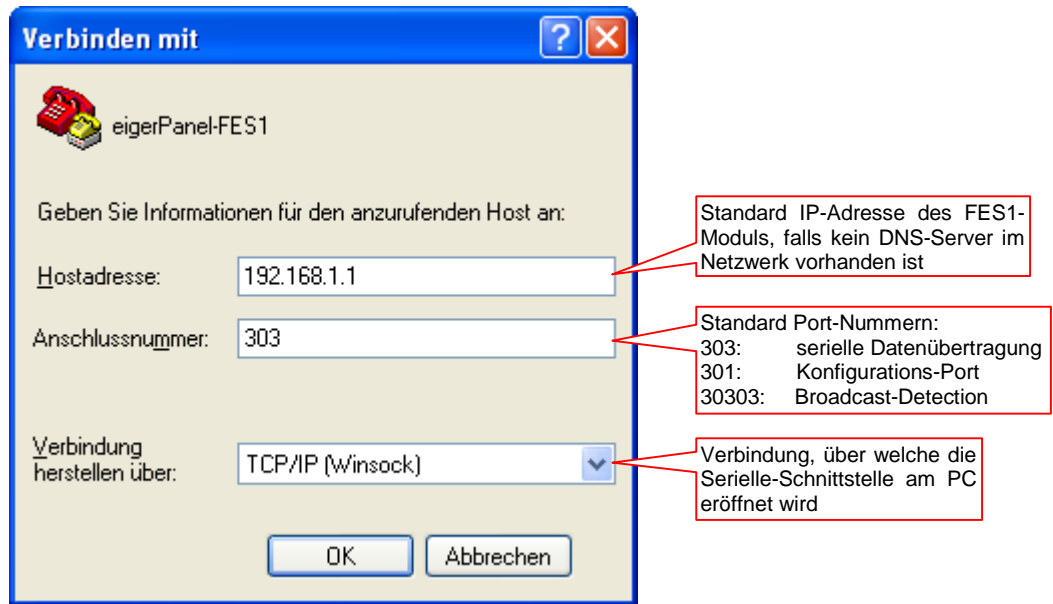 Verbinden mit
eigerPanel-FES1
Geben Sie Informationen für den anzurufenden Host an:
Hostadresse:
192.168.1.1
Standard IP-Adresse des FES1-
Moduls, falls kein DNS-Server im
Netzwerk vorhanden ist
Anschlussnummer:
303
Standard Port-Nummern:
303: serielle Datenübertragung
301: Konfigurations-Port
30303: Broadcast-Detection
Verbindung
herstellen über:
TCP/IP (Winsock)
Verbindung, über welche die
Serielle-Schnittstelle am PC
eröffnet wird
OK
Abbrechen